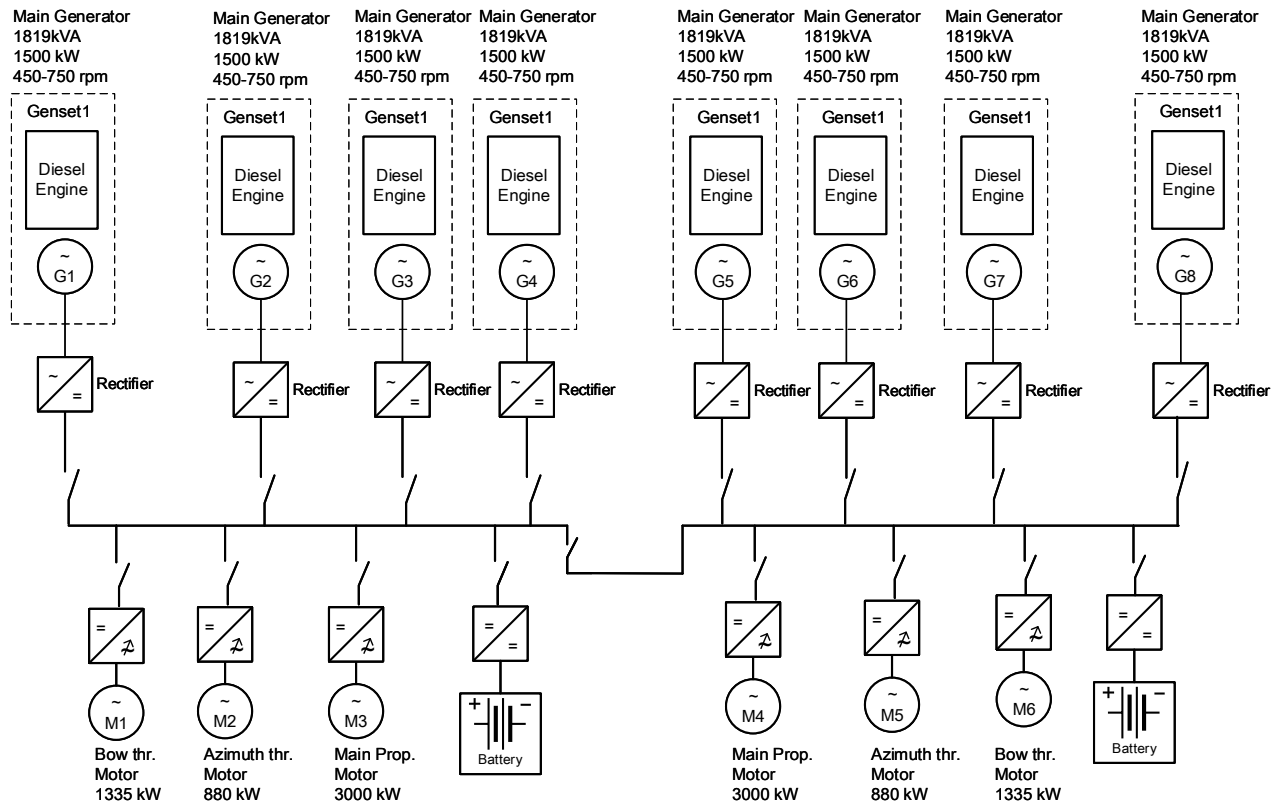 Main Generator
1819kVA
1500 kW
450-750 rpm
Main Generator
1819kVA
1500 kW
450-750 rpm
Main Generator
1819kVA
1500 kW
450-750 rpm
Main Generator
1819kVA
1500 kW
450-750 rpm
Main Generator
1819kVA
1500 kW
450-750 rpm
Main Generator
1819kVA
1500 kW
450-750 rpm
Main Generator
1819kVA
1500 kW
450-750 rpm
Main Generator
1819kVA
1500 kW
450-750 rpm
Genset1
Diesel
Engine
~
G1
Genset1
Diesel
Engine
~
G2
Genset1
Diesel
Engine
~
G3
Genset1
Diesel
Engine
~
G4
Genset1
Diesel
Engine
~
G5
Genset1
Diesel
Engine
~
G6
Genset1
Diesel
Engine
~
G7
Genset1
Diesel
Engine
~
G8
~
=
Rectifier
~
=
Rectifier
~
=
Rectifier
~
=
Rectifier
~
=
Rectifier
~
=
Rectifier
~
=
Rectifier
~
=
Rectifier
=
~
M1
Bow thr.
Motor
1335 kW
=
~
M2
Azimuth thr.
Motor
880 kW
=
~
M3
Main Prop.
Motor
3000 kW
=
=
+ −
Battery
=
~
M4
Main Prop.
Motor
3000 kW
=
~
M5
Azimuth thr.
Motor
880 kW
=
~
M6
Bow thr.
Motor
1335 kW
=
=
+ −
Battery